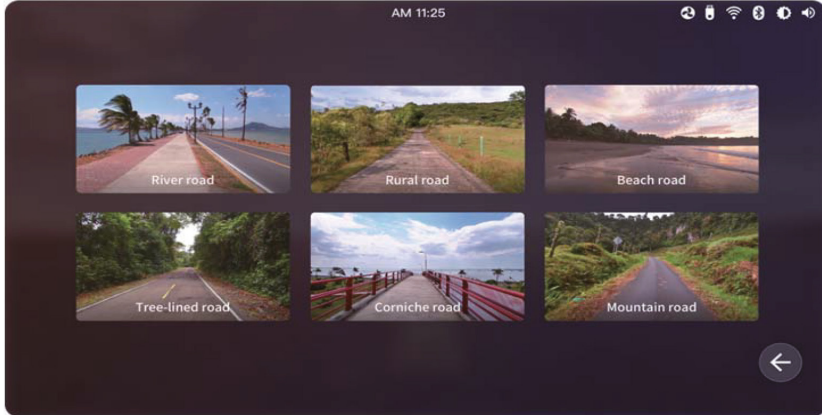 AM 11:25
River road
Rural road
Beach road
Tree-lined road
Corniche road
Mountain road